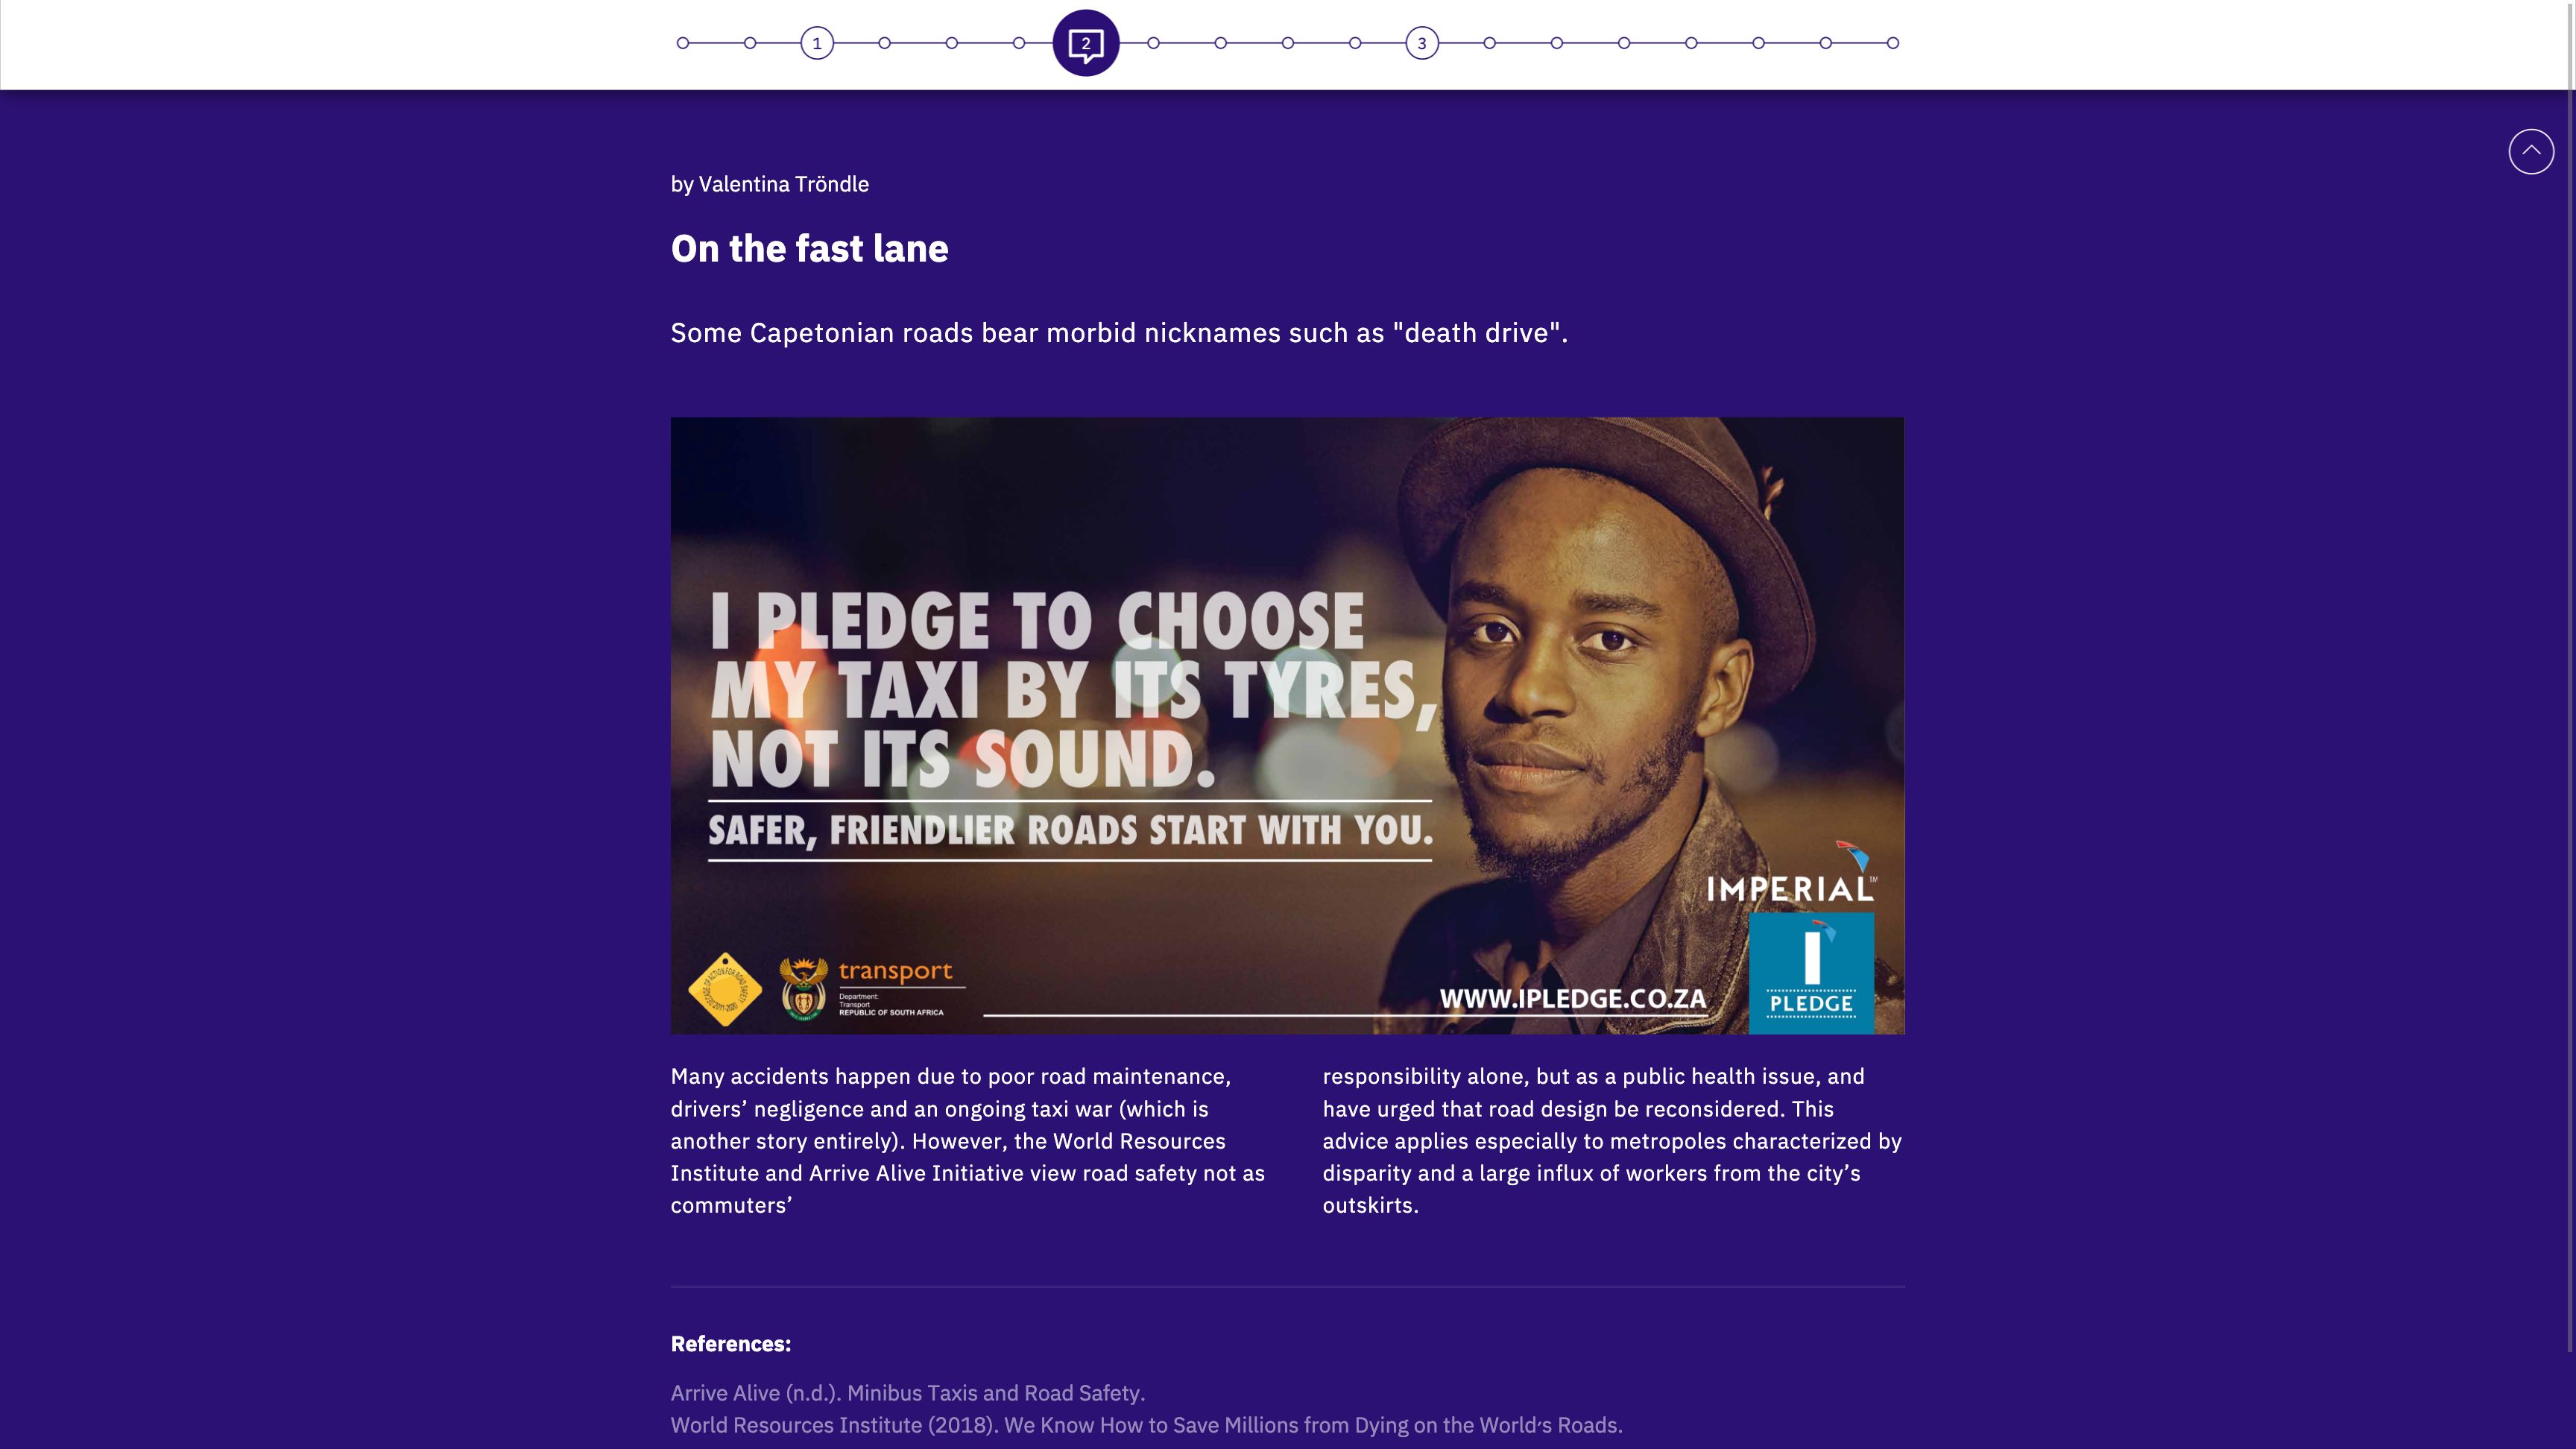 1
2
3
by Valentina Tröndle
On the fast lane
Some Capetonian roads bear morbid nicknames such as "death drive".
I PLEDGE TO CHOOSE
MY TAXI BY ITS TYRES,
NOT ITS SOUND.
SAFER, FRIENDLIER ROADS START WITH YOU.
IMPERIAL™
I
PLEDGE
WWW.IPLEDGE.CO.ZA
transport
Department:
Transport
REPUBLIC OF SOUTH AFRICA
Many accidents happen due to poor road maintenance,
drivers’ negligence and an ongoing taxi war (which is
another story entirely). However, the World Resources
Institute and Arrive Alive Initiative view road safety not as
commuters’
responsibility alone, but as a public health issue, and
have urged that road design be reconsidered. This
advice applies especially to metropoles characterized by
disparity and a large influx of workers from the city’s
outskirts.
References:
Arrive Alive (n.d.). Minibus Taxis and Road Safety.
World Resources Institute (2018). We Know How to Save Millions from Dying on the World's Roads.